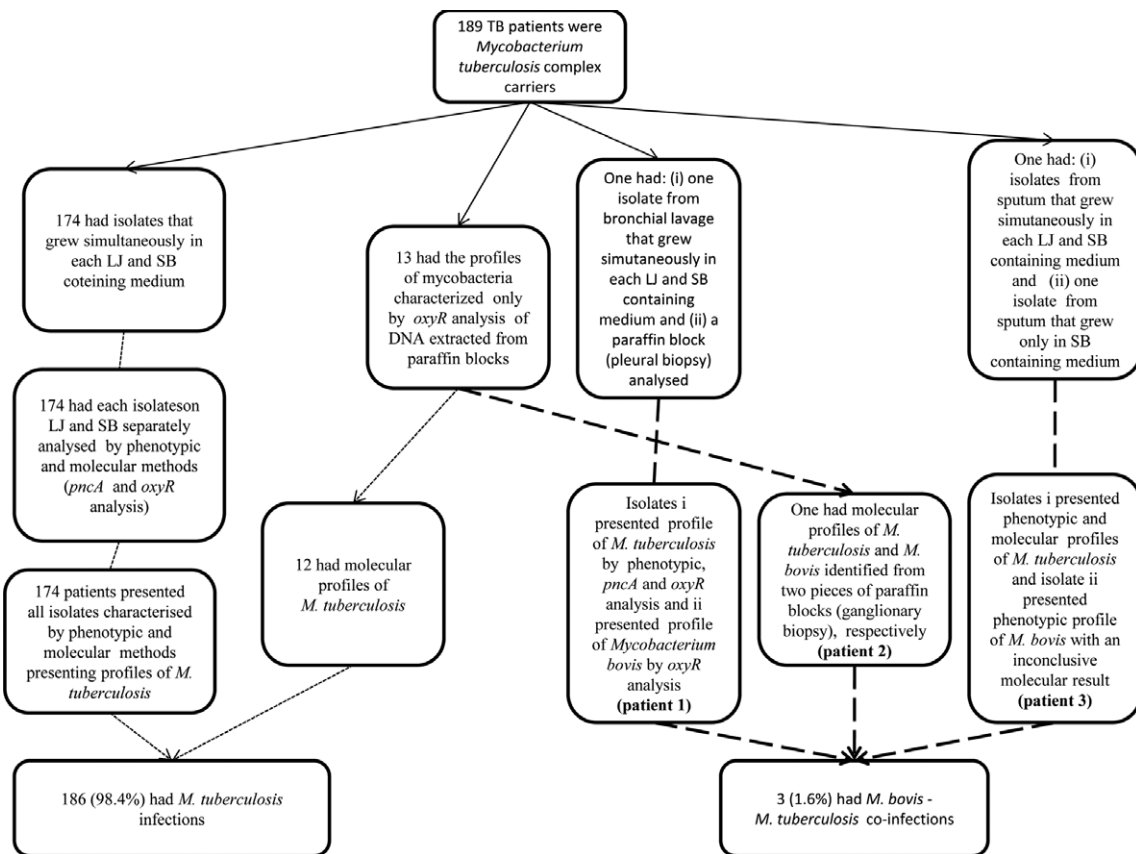 189 TB patients were
Mycobacterium
tuberculosis complex
carriers
174 had isolates that
grew simultaneously in
each LJ and SB
coteining medium
13 had the profiles
of mycobacteria
characterized only
by oxyR analysis of
DNA extracted from
paraffin blocks
One had: (i) one
isolate from
bronchial lavage
that grew
simutaneously in
each LJ and SB
containing
medium and (ii) a
paraffin block
(pleural biopsy)
analysed
One had: (i)
isolates from
sputum that grew
simutaneously in
each LJ and SB
containing medium
and (ii) one
isolate from
sputum that grew
only in SB
containing medium
174 had each isolateson
LJ and SB separately
analysed by phenotypic
and molecular methods
(pncA and oxyR
analysis)
174 patients presented
all isolates characterised
by phenotypic and
molecular methods
presenting profiles of M.
tuberculosis
12 had molecular
profiles of
M. tuberculosis
Isolates i
presented profile
of M. tuberculosis
by phenotypic,
pncA and oxyR
analysis and ii
presented profile
of Mycobacterium
bovis by oxyR
analysis
(patient 1)
One had molecular
profiles of M.
tuberculosis and M.
bovis identified from
two pieces of paraffin
blocks (ganglionary
biopsy), respectively
(patient 2)
Isolates i presented
phenotypic and
molecular profiles
of M. tuberculosis
and isolate ii
presented
phenotypic profile
of M. bovis with an
inconclusive
molecular result
(patient 3)
186 (98.4%) had M. tuberculosis
infections
3 (1.6%) had M. bovis -
M. tuberculosis co-infections